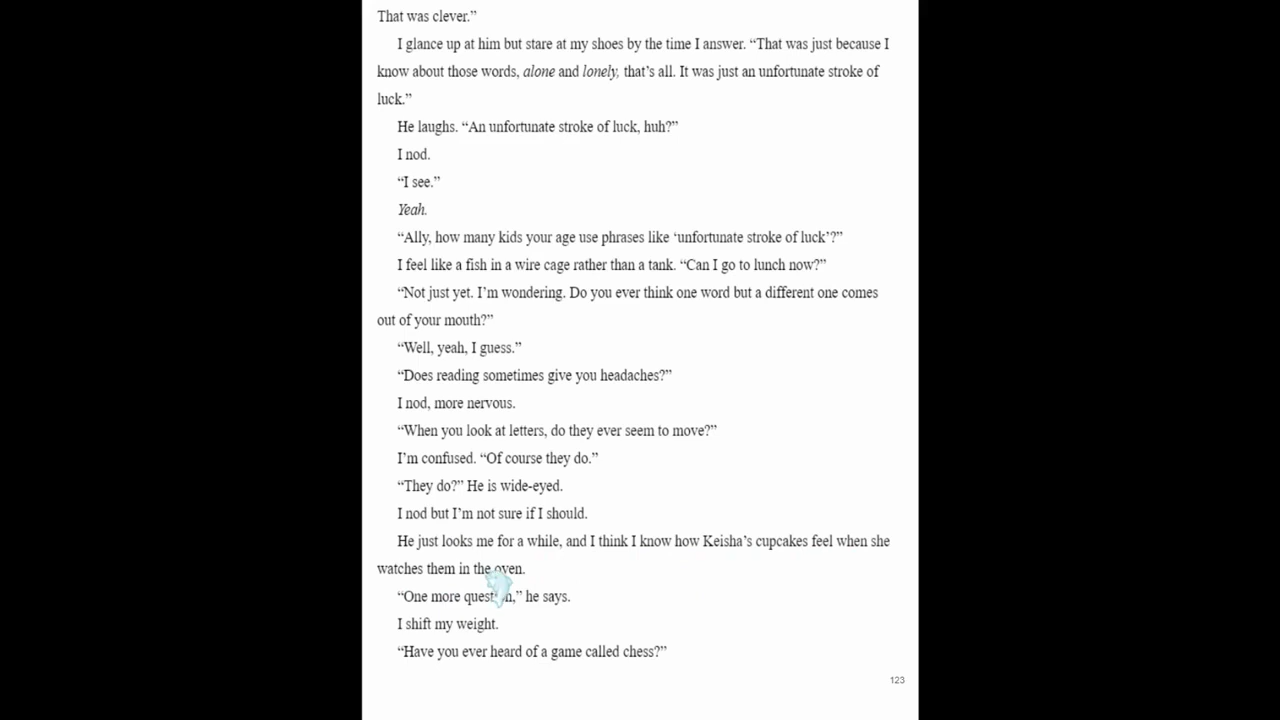 That was clever.”
I glance up at him but stare at my shoes by the time I answer. “That was just because I
know about those words, alone and lonely, that’s all. It was just an unfortunate stroke of
luck.”
He laughs. “An unfortunate stroke of luck, huh?”
I nod.
“I see.”
Yeah.
“Ally, how many kids your age use phrases like ‘unfortunate stroke of luck’?”
I feel like a fish in a wire cage rather than a tank. “Can I go to lunch now?”
“Not just yet. I’m wondering. Do you ever think one word but a different one comes
out of your mouth?”
“Well, yeah, I guess.”
“Does reading sometimes give you headaches?”
I nod, more nervous.
“When you look at letters, do they ever seem to move?”
I’m confused. “Of course they do.”
“They do?” He is wide-eyed.
I nod but I’m not sure if I should.
He just looks me for a while, and I think I know how Keisha’s cupcakes feel when she
watches them in the oven.
“One more question,” he says.
I shift my weight.
“Have you ever heard of a game called chess?”
123